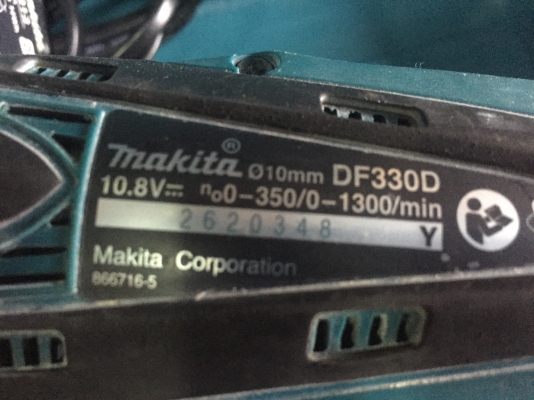 makita® Ø10mm DF330D
10.8V⎓ n₀0-350/0-1300/min
2620348 Y
Makita Corporation
866716-5